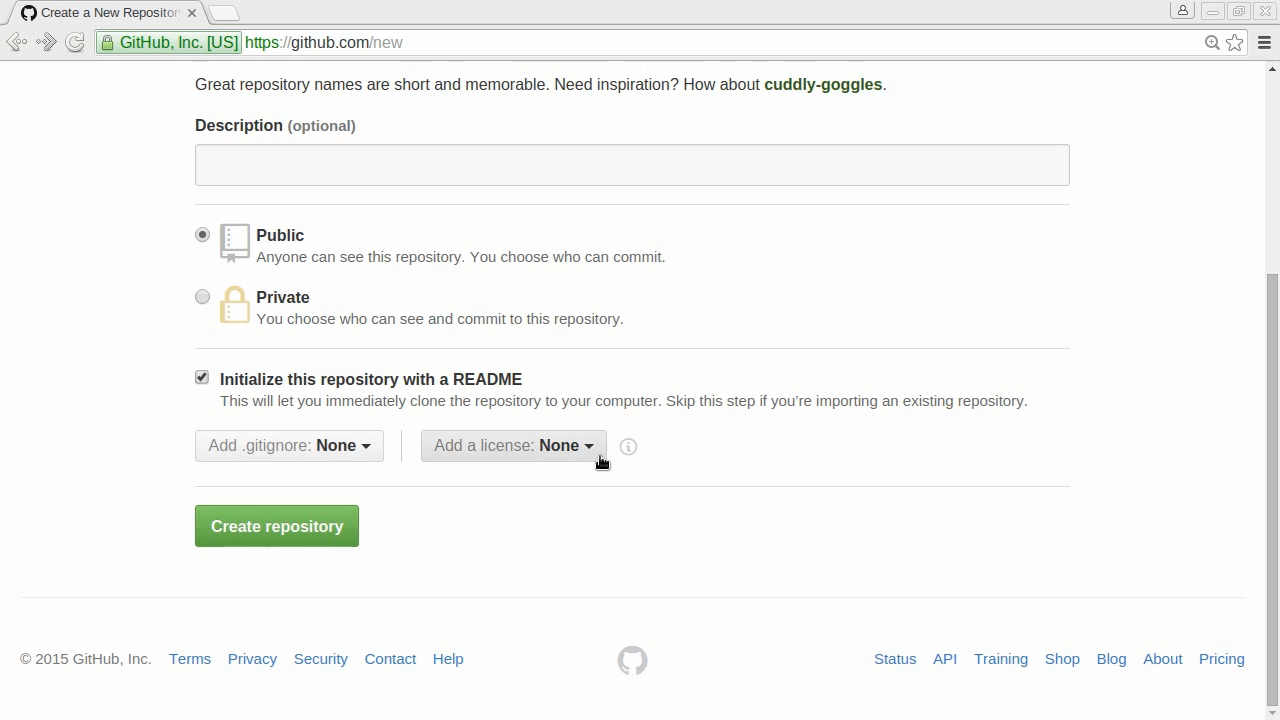 Create a New Repositor
GitHub, Inc. [US] https://github.com/new
Great repository names are short and memorable. Need inspiration? How about cuddly-goggles.
Description (optional)
Public
Anyone can see this repository. You choose who can commit.
Private
You choose who can see and commit to this repository.
Initialize this repository with a README
This will let you immediately clone the repository to your computer. Skip this step if you’re importing an existing repository.
Add .gitignore: None Add a license: None
Create repository
© 2015 GitHub, Inc. Terms Privacy Security Contact Help Status API Training Shop Blog About Pricing